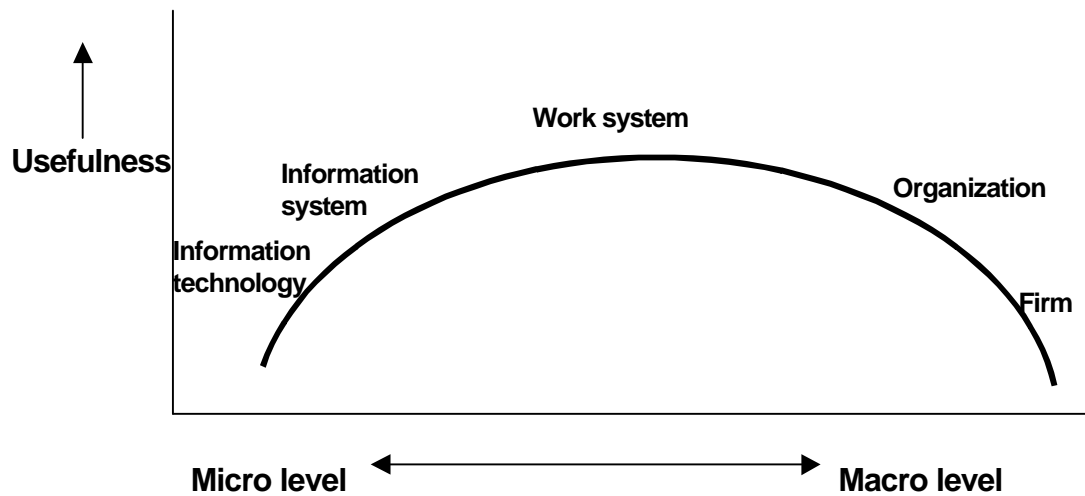 Work system
Usefulness
Information
system
Organization
Information
technology
Firm
Micro level
Macro level